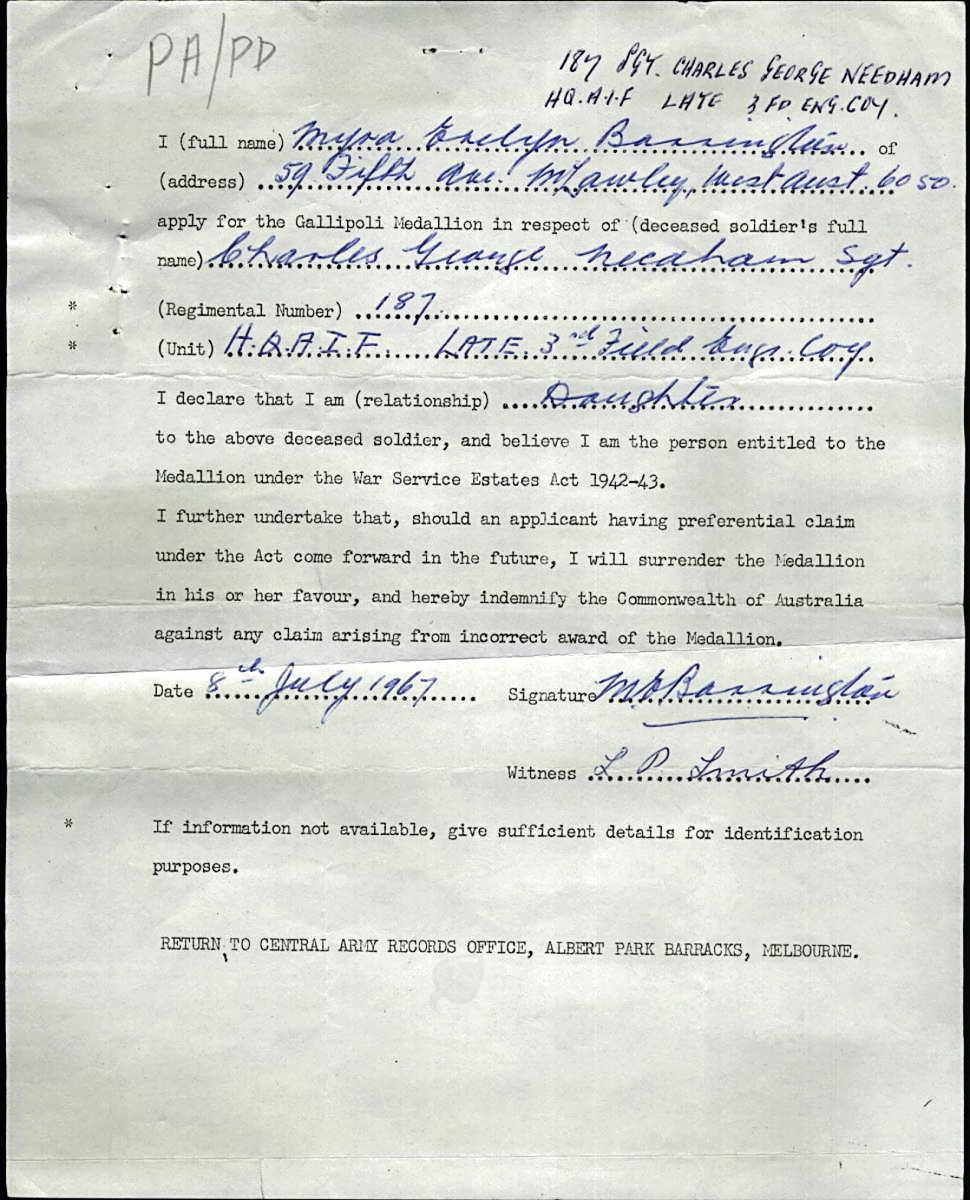 PA/PD
187 SGT. CHARLES GEORGE NEEDHAM
HQ.A.I.F LATE 3 FD ENG.COY.
I (full name) Myra Evelyn Barrington of
(address) 59 Fifth Ave. Mt Lawley, West Aust. 6050.
apply for the Gallipoli Medallion in respect of (deceased soldier's full
name) Charles George Needham Sgt.
* (Regimental Number) 187.
* (Unit) H.Q.A.I.F. LATE 3rd Field Engs. Coy.
I declare that I am (relationship) Daughter
to the above deceased soldier, and believe I am the person entitled to the
Medallion under the War Service Estates Act 1942-43.
I further undertake that, should an applicant having preferential claim
under the Act come forward in the future, I will surrender the Medallion
in his or her favour, and hereby indemnify the Commonwealth of Australia
against any claim arising from incorrect award of the Medallion.
Date 8th July 1967 Signature M E Barrington
Witness L. P. Smith
* If information not available, give sufficient details for identification
purposes.
RETURN TO CENTRAL ARMY RECORDS OFFICE, ALBERT PARK BARRACKS, MELBOURNE.